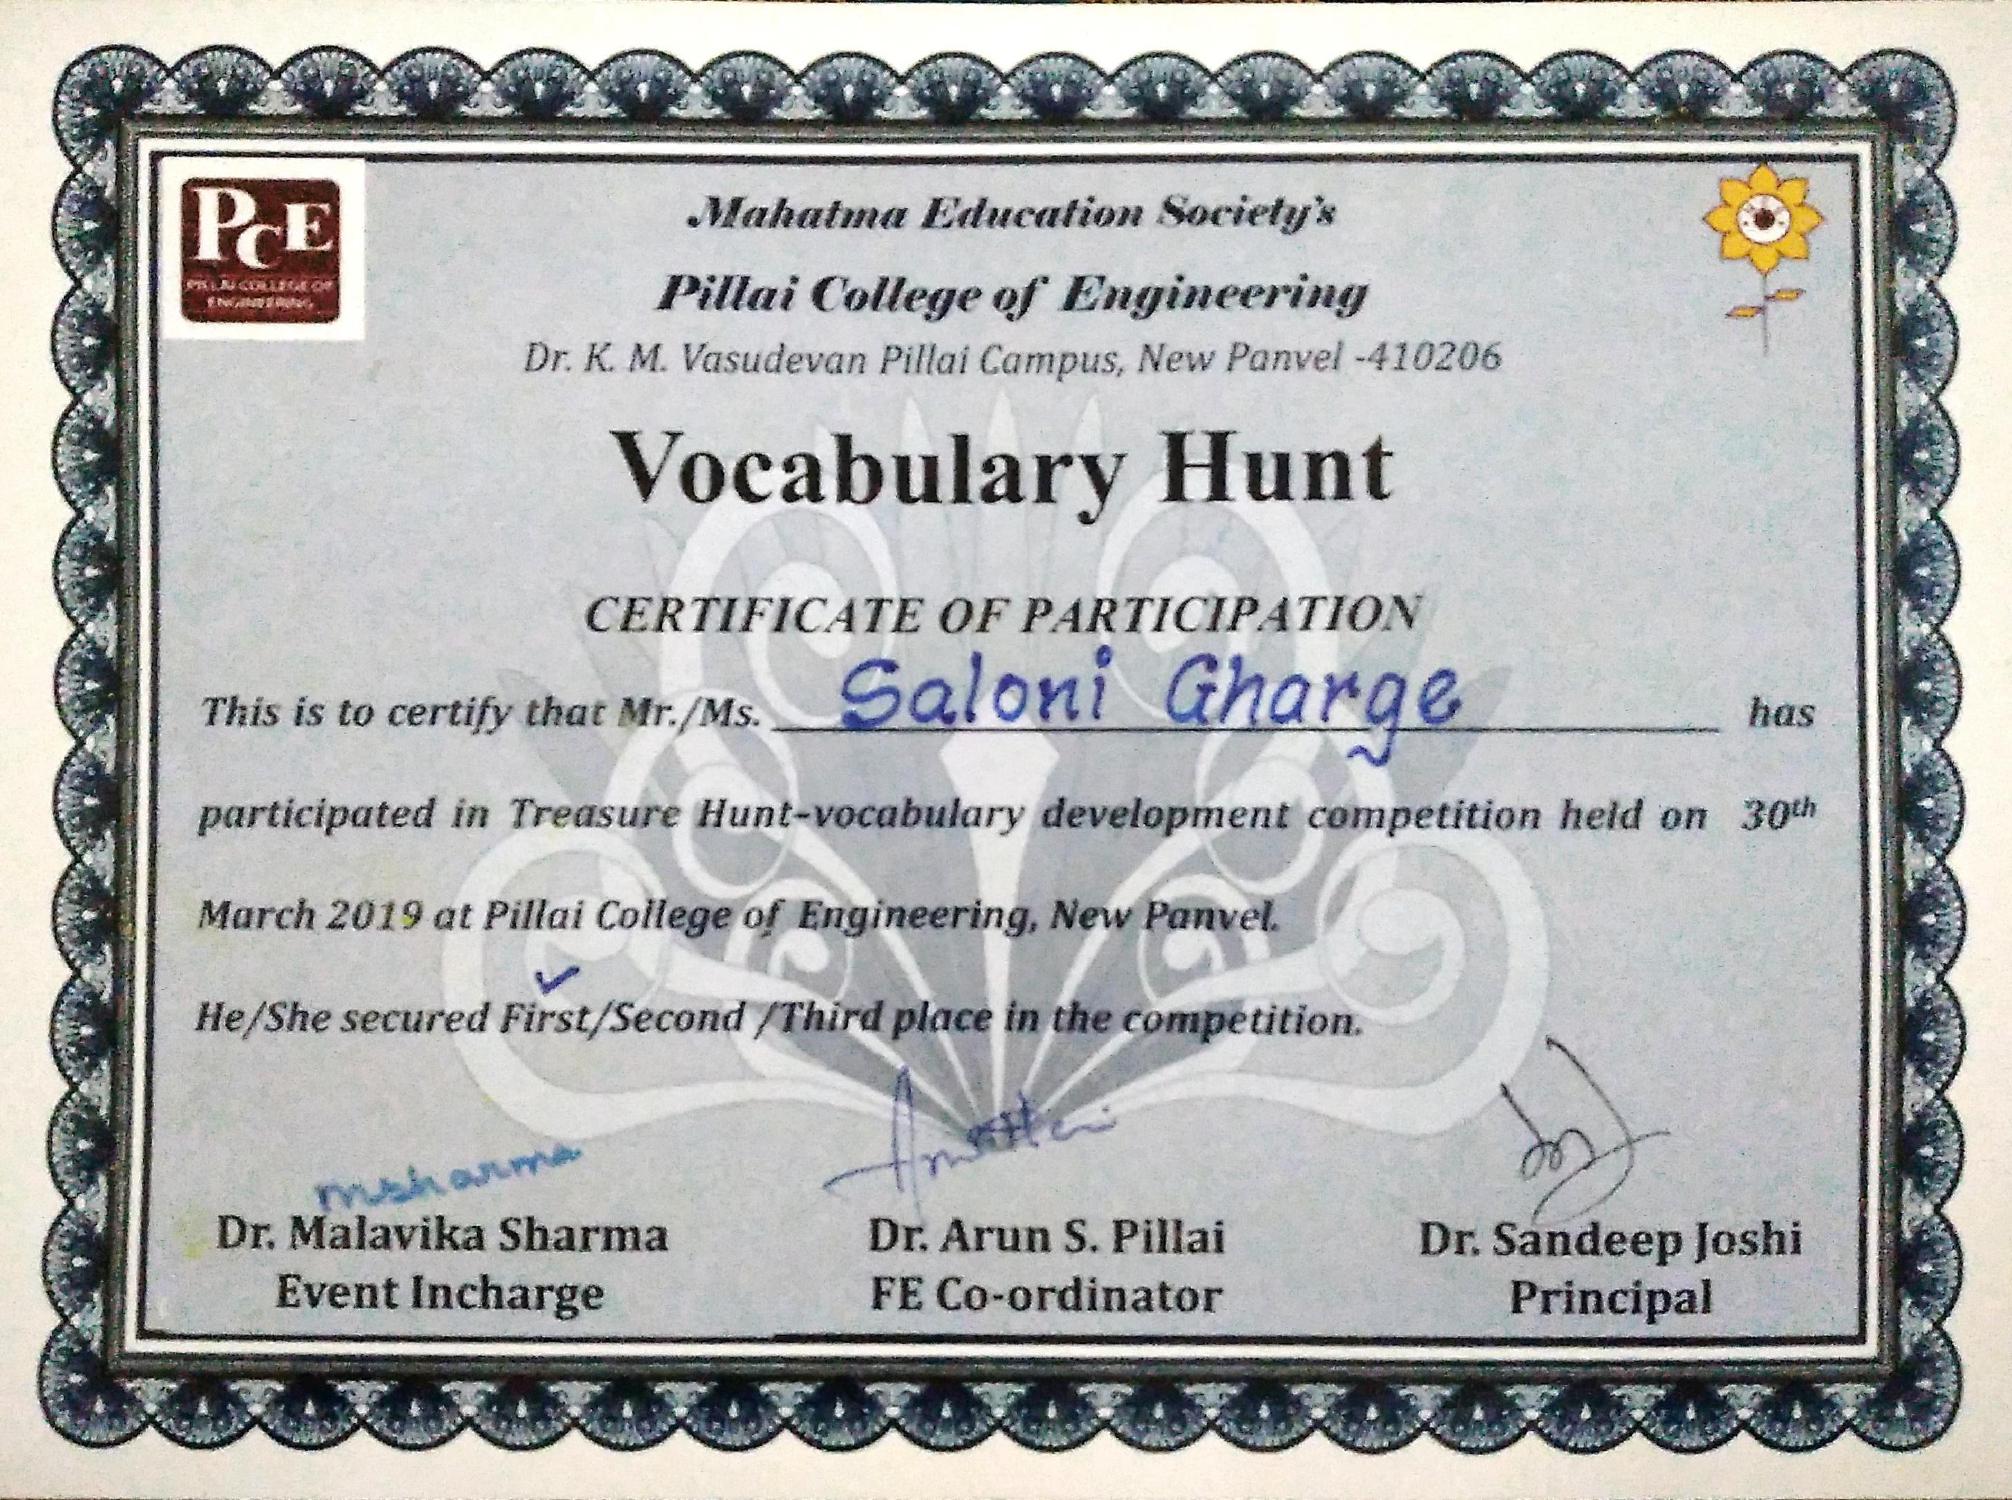 PCE
PILLAI COLLEGE OF
ENGINEERING
Mahatma Education Society's
Pillai College of Engineering
Dr. K. M. Vasudevan Pillai Campus, New Panvel -410206
Vocabulary Hunt
CERTIFICATE OF PARTICIPATION
This is to certify that Mr./Ms. Saloni Gharge has
participated in Treasure Hunt-vocabulary development competition held on 30th
March 2019 at Pillai College of Engineering, New Panvel.
He/She secured First/Second /Third place in the competition.
msharma
Dr. Malavika Sharma
Event Incharge
Dr. Arun S. Pillai
FE Co-ordinator
Dr. Sandeep Joshi
Principal